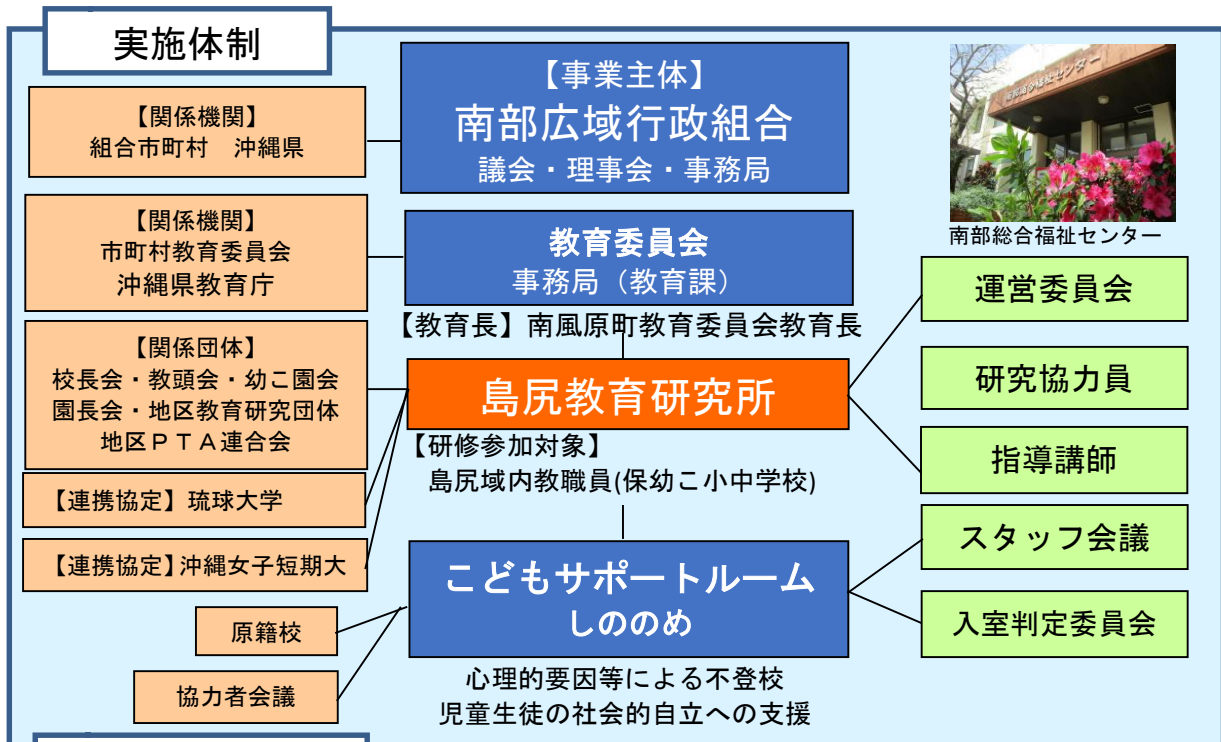 実施体制
【関係機関】
組合市町村　沖縄県
【事業主体】
南部広域行政組合
議会・理事会・事務局
南部総合福祉センター
南部総合福祉センター
【関係機関】
市町村教育委員会
沖縄県教育庁
教育委員会
事務局（教育課）
【教育長】南風原町教育委員会教育長
【関係団体】
校長会・教頭会・幼こ園会
園長会・地区教育研究団体
地区ＰＴＡ連合会
島尻教育研究所
【研修参加対象】
島尻域内教職員(保幼こ小中学校)
運営委員会
研究協力員
指導講師
【連携協定】琉球大学
【連携協定】沖縄女子短期大
こどもサポートルーム
しののめ
スタッフ会議
入室判定委員会
原籍校
協力者会議
心理的要因等による不登校
児童生徒の社会的自立への支援